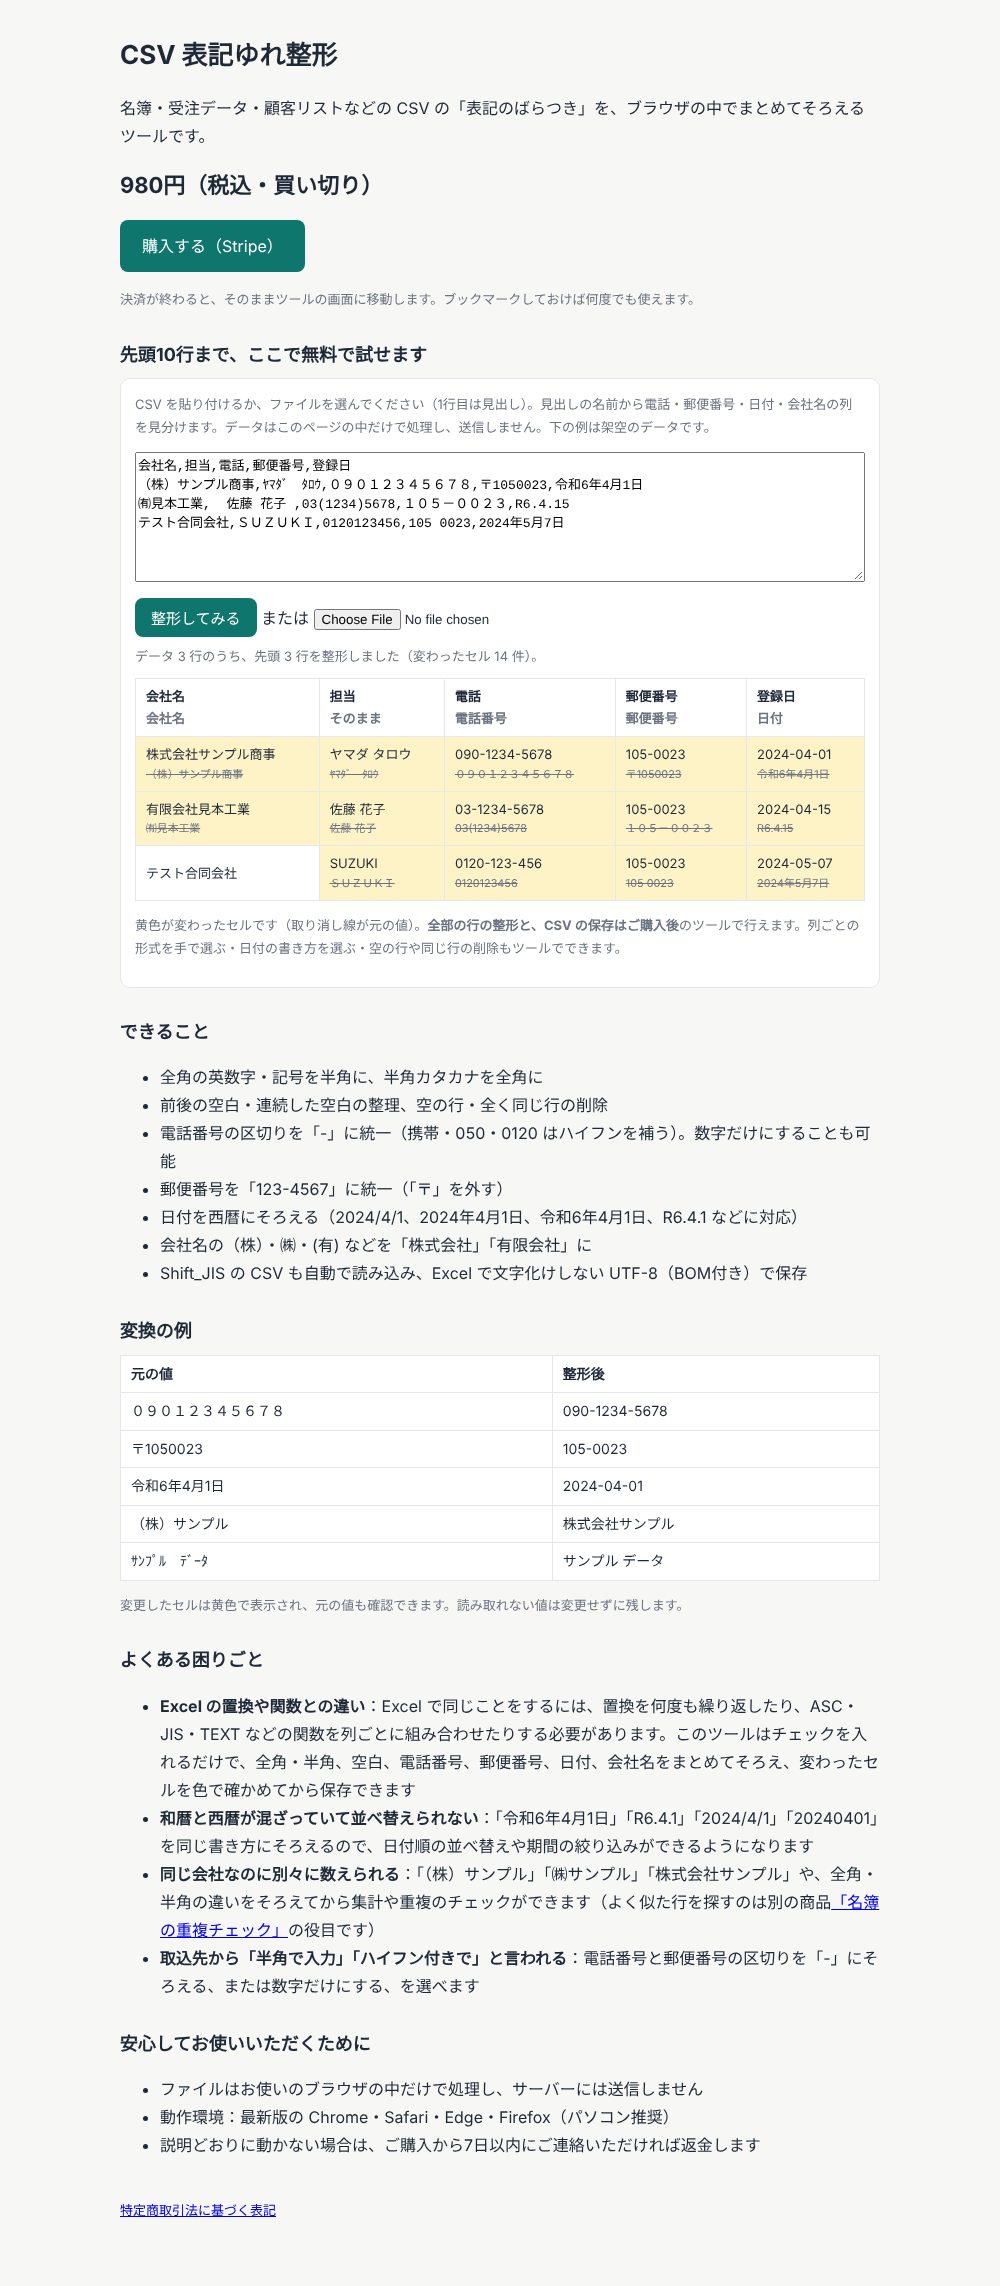 CSV 表記ゆれ整形
名簿・受注データ・顧客リストなどの CSV の「表記のばらつき」を、ブラウザの中でまとめてそろえる
ツールです。
980円（税込・買い切り）
購入する（Stripe）
決済が終わると、そのままツールの画面に移動します。ブックマークしておけば何度でも使えます。
先頭10行まで、ここで無料で試せます
CSV を貼り付けるか、ファイルを選んでください（1行目は見出し）。見出しの名前から電話・郵便番号・日付・会社名の列
を見分けます。データはこのページの中だけで処理し、送信しません。下の例は架空のデータです。
会社名,担当,電話,郵便番号,登録日
（株）サンプル商事,ﾔﾏﾀﾞ　ﾀﾛｳ,０９０１２３４５６７８,〒1050023,令和6年4月1日
㈲見本工業,　佐藤 花子 ,03(1234)5678,１０５－００２３,R6.4.15
テスト合同会社,ＳＵＺＵＫＩ,0120123456,105 0023,2024年5月7日
整形してみる または Choose File No file chosen
データ 3 行のうち、先頭 3 行を整形しました（変わったセル 14 件）。
会社名 担当 電話 郵便番号 登録日
会社名 そのまま 電話番号 郵便番号 日付
株式会社サンプル商事 ヤマダ タロウ 090-1234-5678 105-0023 2024-04-01
（株）サンプル商事 ﾔﾏﾀﾞ　ﾀﾛｳ ０９０１２３４５６７８ 〒1050023 令和6年4月1日
有限会社見本工業 佐藤 花子 03-1234-5678 105-0023 2024-04-15
㈲見本工業 佐藤 花子 03(1234)5678 １０５－００２３ R6.4.15
テスト合同会社 SUZUKI 0120-123-456 105-0023 2024-05-07
ＳＵＺＵＫＩ 0120123456 105 0023 2024年5月7日
黄色が変わったセルです（取り消し線が元の値）。全部の行の整形と、CSV の保存はご購入後のツールで行えます。列ごとの
形式を手で選ぶ・日付の書き方を選ぶ・空の行や同じ行の削除もツールでできます。
できること
• 全角の英数字・記号を半角に、半角カタカナを全角に
• 前後の空白・連続した空白の整理、空の行・全く同じ行の削除
• 電話番号の区切りを「-」に統一（携帯・050・0120 はハイフンを補う）。数字だけにすることも可
能
• 郵便番号を「123-4567」に統一（「〒」を外す）
• 日付を西暦にそろえる（2024/4/1、2024年4月1日、令和6年4月1日、R6.4.1 などに対応）
• 会社名の（株）・㈱・(有) などを「株式会社」「有限会社」に
• Shift_JIS の CSV も自動で読み込み、Excel で文字化けしない UTF-8（BOM付き）で保存
変換の例
元の値 整形後
０９０１２３４５６７８ 090-1234-5678
〒1050023 105-0023
令和6年4月1日 2024-04-01
（株）サンプル 株式会社サンプル
ｻﾝﾌﾟﾙ　ﾃﾞｰﾀ サンプル データ
変更したセルは黄色で表示され、元の値も確認できます。読み取れない値は変更せずに残します。
よくある困りごと
• Excel の置換や関数との違い：Excel で同じことをするには、置換を何度も繰り返したり、ASC・
JIS・TEXT などの関数を列ごとに組み合わせたりする必要があります。このツールはチェックを入
れるだけで、全角・半角、空白、電話番号、郵便番号、日付、会社名をまとめてそろえ、変わったセ
ルを色で確かめてから保存できます
• 和暦と西暦が混ざっていて並べ替えられない：「令和6年4月1日」「R6.4.1」「2024/4/1」「20240401」
を同じ書き方にそろえるので、日付順の並べ替えや期間の絞り込みができるようになります
• 同じ会社なのに別々に数えられる：「（株）サンプル」「㈱サンプル」「株式会社サンプル」や、全角・
半角の違いをそろえてから集計や重複のチェックができます（よく似た行を探すのは別の商品「名簿
の重複チェック」の役目です）
• 取込先から「半角で入力」「ハイフン付きで」と言われる：電話番号と郵便番号の区切りを「-」にそ
ろえる、または数字だけにする、を選べます
安心してお使いいただくために
• ファイルはお使いのブラウザの中だけで処理し、サーバーには送信しません
• 動作環境：最新版の Chrome・Safari・Edge・Firefox（パソコン推奨）
• 説明どおりに動かない場合は、ご購入から7日以内にご連絡いただければ返金します
特定商取引法に基づく表記